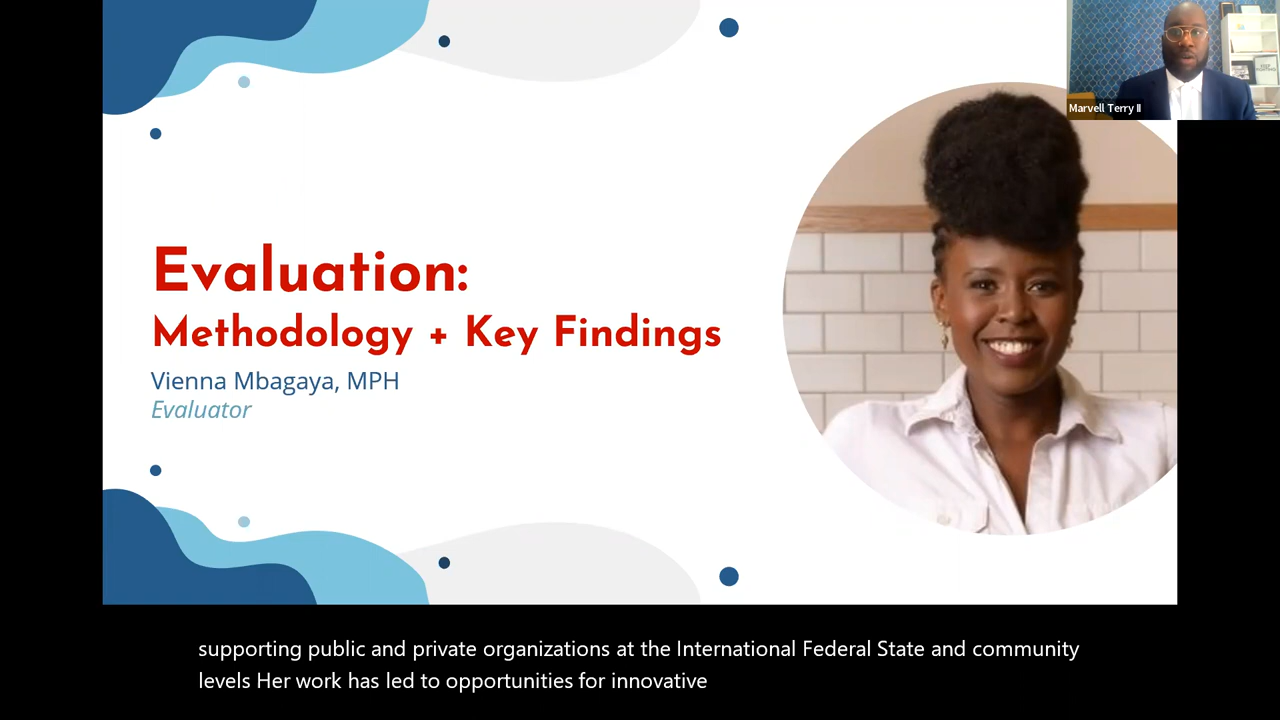 Marvell Terry II
Evaluation:
Methodology + Key Findings
Vienna Mbagaya, MPH
Evaluator
supporting public and private organizations at the International Federal State and community
levels Her work has led to opportunities for innovative